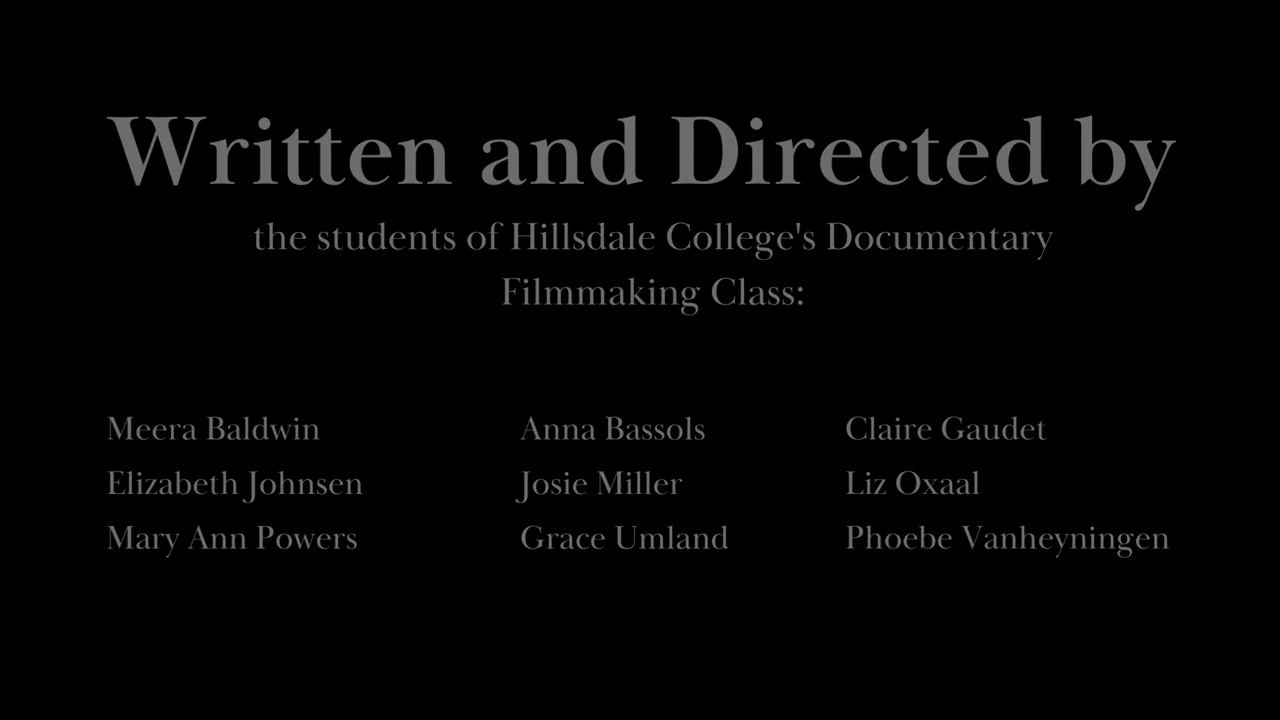 Written and Directed by
the students of Hillsdale College's Documentary
Filmmaking Class:
Meera Baldwin Anna Bassols Claire Gaudet
Elizabeth Johnsen Josie Miller Liz Oxaal
Mary Ann Powers Grace Umland Phoebe Vanheyningen